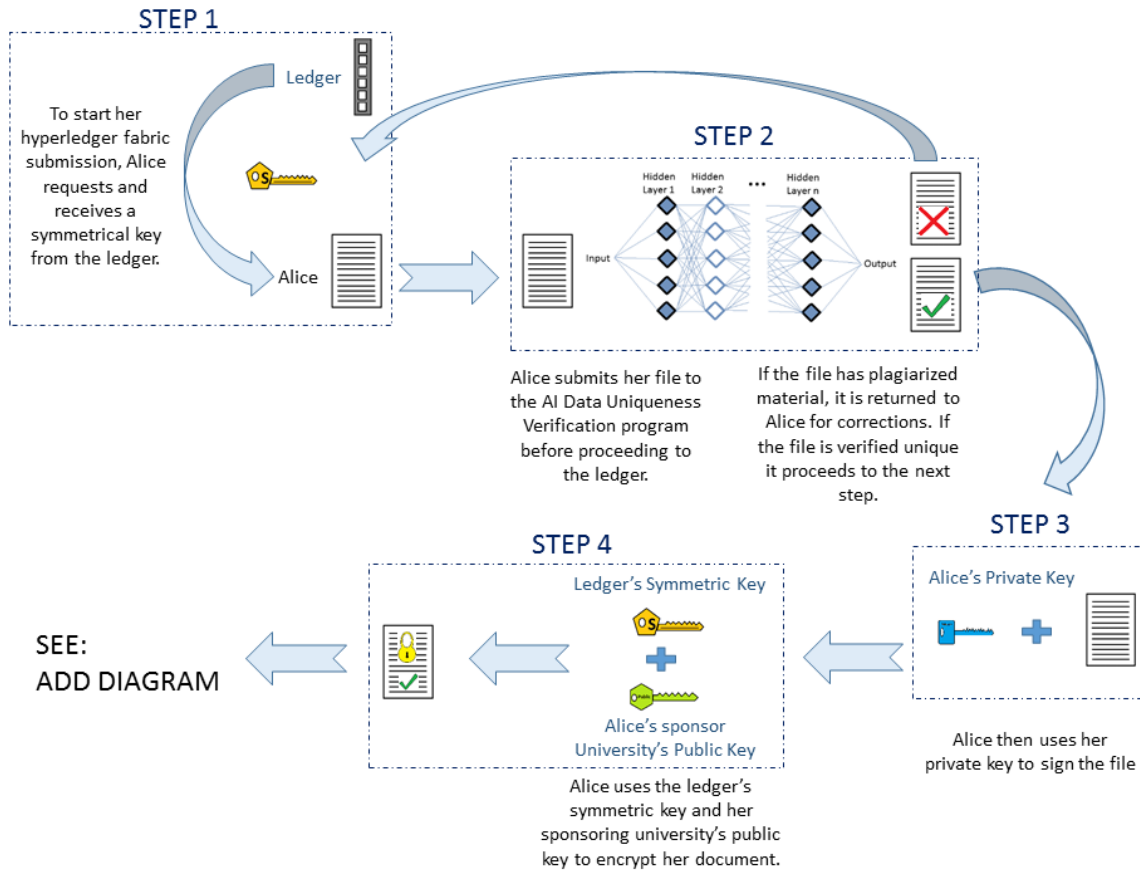 STEP 1
Ledger
To start her
hyperledger fabric
submission, Alice
requests and
receives a
symmetrical key
from the ledger.
S
Alice
STEP 2
Hidden
Layer 1
Hidden
Layer 2
...
Hidden
Layer n
Input
Output
Alice submits her file to
the AI Data Uniqueness
Verification program
before proceeding to
the ledger.
If the file has plagiarized
material, it is returned to
Alice for corrections. If
the file is verified unique
it proceeds to the next
step.
STEP 3
Alice's Private Key
Alice then uses her
private key to sign the file
STEP 4
Ledger's Symmetric Key
S
Public
Alice's sponsor
University's Public Key
Alice uses the ledger's
symmetric key and her
sponsoring university's public
key to encrypt her document.
SEE:
ADD DIAGRAM